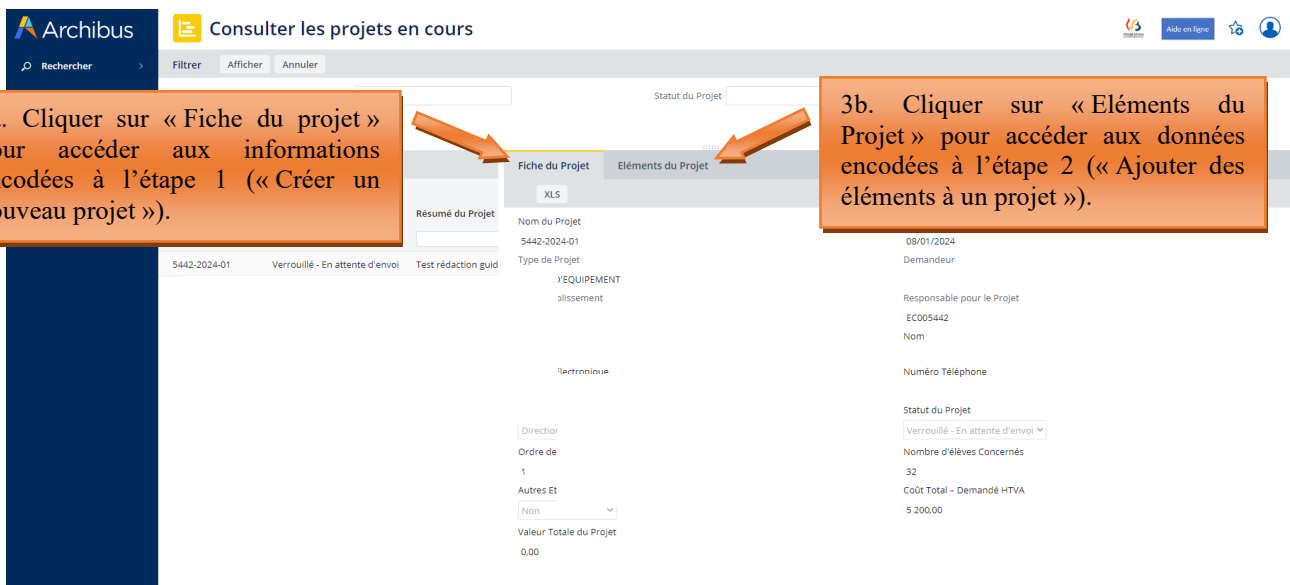 Archibus
Consulter les projets en cours
Aide en ligne
Rechercher
Filtrer Afficher Annuler
Statut du Projet
. Cliquer sur « Fiche du projet »
our accéder aux informations
ncodées à l'étape 1 (« Créer un
ouveau projet »).
3b. Cliquer sur « Eléments du
Projet » pour accéder aux données
encodées à l'étape 2 (« Ajouter des
éléments à un projet »).
Fiche du Projet Eléments du Projet
XLS
Résumé du Projet
5442-2024-01 Verrouillé - En attente d'envoi Test rédaction guid
Nom du Projet
5442-2024-01
08/01/2024
Type de Projet
Demandeur
'EQUIPEMENT
blissement
Responsable pour le Projet
EC005442
Nom
Electronique
Numéro Téléphone
Statut du Projet
Direction
Verrouillé - En attente d'envoi
Ordre de
Nombre d'élèves Concernés
1
32
Autres Et
Coût Total – Demandé HTVA
Non
5 200,00
Valeur Totale du Projet
0,00